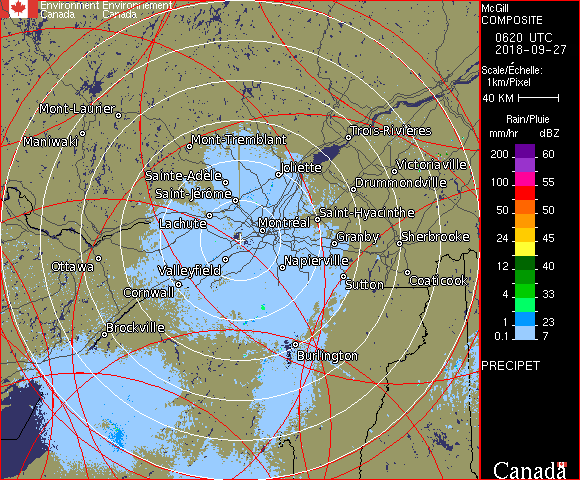 Environment Environnement
Canada Canada
McGill
COMPOSITE
0620 UTC
2018-09-27
Scale/Échelle:
1km/Pixel
40 KM
Rain/Pluie
mm/hr dBZ
200 60
100 55
50 50
24 45
12 40
4 33
1 23
0.1 7
PRECIPET
Canada
Mont-Laurier
Maniwaki
Mont-Tremblant
Trois-Rivières
Sainte-Adèle
Joliette
Victoriaville
Saint-Jérôme
Drummondville
Lachute
Montréal
Saint-Hyacinthe
Granby
Sherbrooke
Ottawa
Valleyfield
Napierville
Cornwall
Sutton
Coaticook
Brockville
Burlington